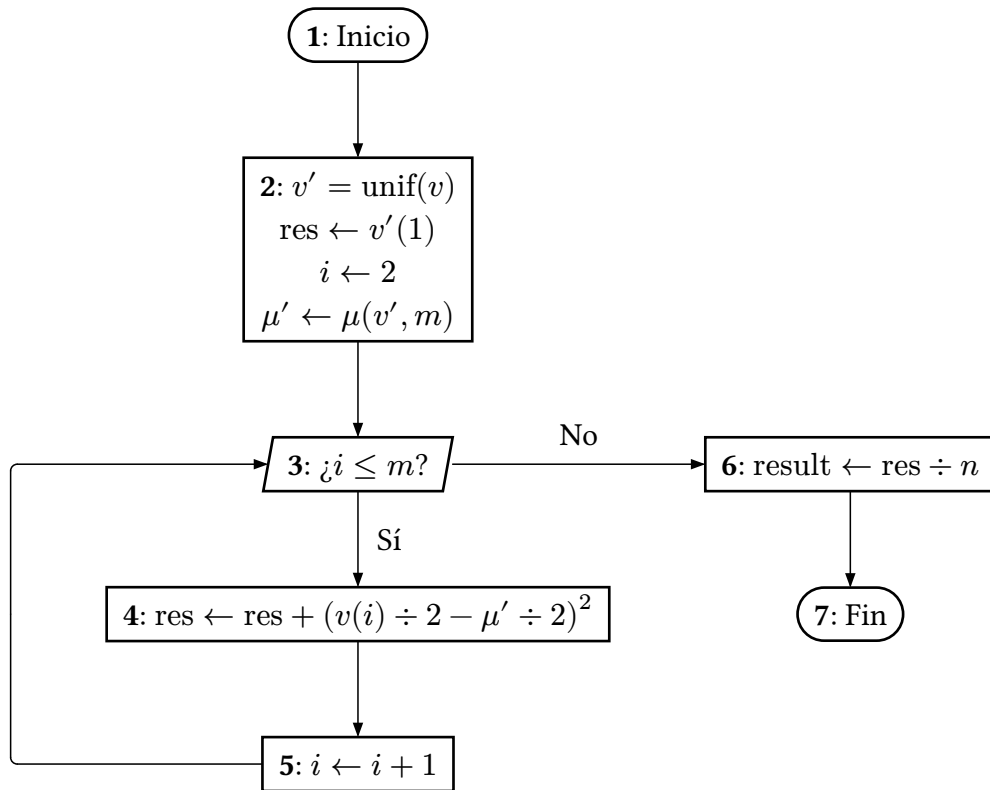 1: Inicio
2: v′ = unif(v)
res ← v′(1)
i ← 2
μ′ ← μ(v′, m)
3: ¿i ≤ m?
No
6: result ← res ÷ n
Sí
4: res ← res + (v(i) ÷ 2 − μ′ ÷ 2)²
7: Fin
5: i ← i + 1